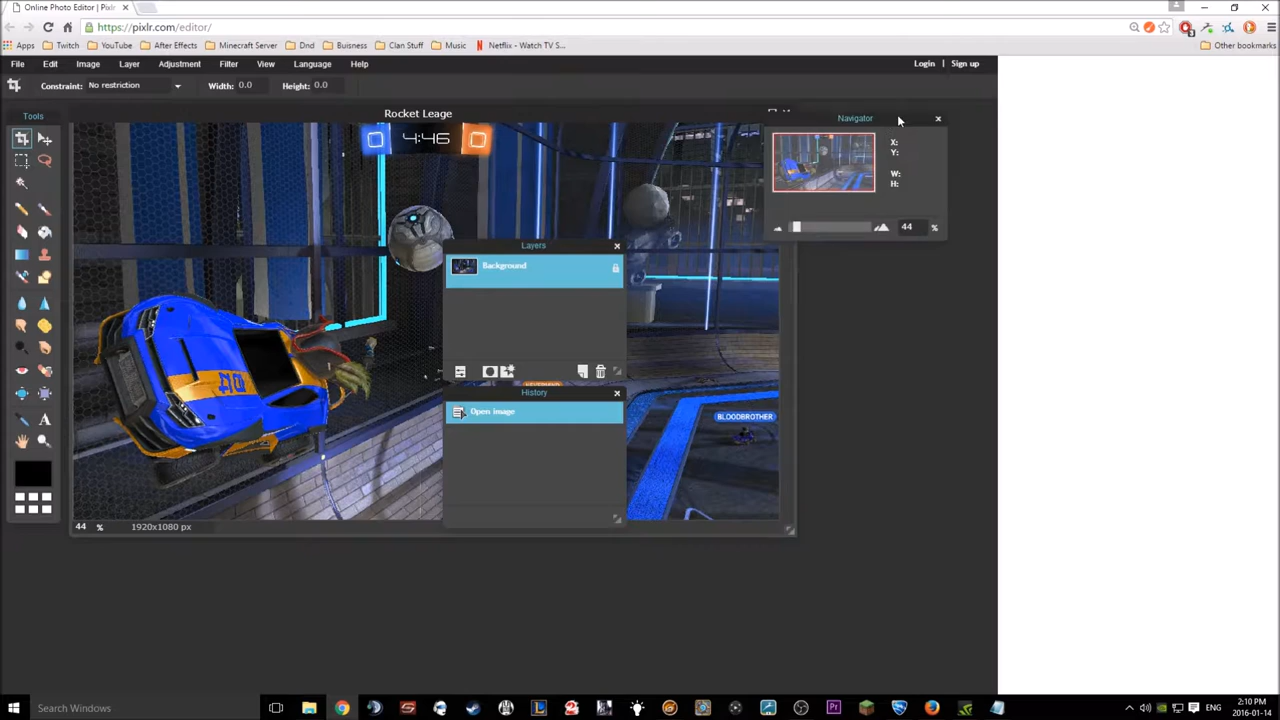 Online Photo Editor | Pixlr
https://pixlr.com/editor/
Apps Twitch YouTube After Effects Minecraft Server Dnd Buisness Clan Stuff Music Netflix - Watch TV S... Other bookmarks
File Edit Image Layer Adjustment Filter View Language Help Login | Sign up
Constraint: No restriction Width: 0.0 Height: 0.0
Tools
Rocket Leage
4:46
Navigator
X:
Y:
W:
H:
44 %
Layers
Background
History
Open image
BLOODBROTHER
44 % 1920x1080 px
Search Windows
ENG
2:10 PM
2016-01-14